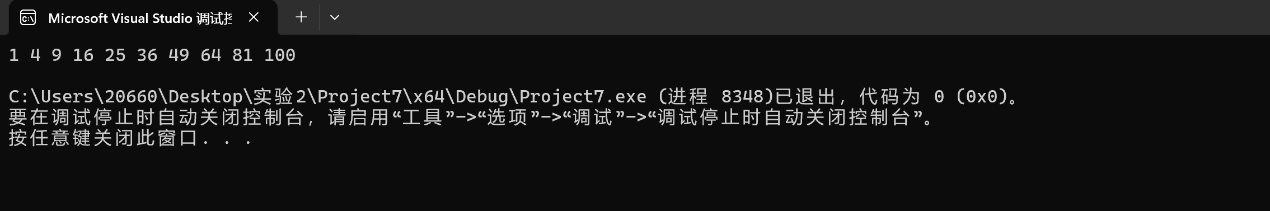 Microsoft Visual Studio 调试
1 4 9 16 25 36 49 64 81 100
C:\Users\20660\Desktop\实验2\Project7\x64\Debug\Project7.exe (进程 8348)已退出，代码为 0 (0x0)。
要在调试停止时自动关闭控制台，请启用“工具”->“选项”->“调试”->“调试停止时自动关闭控制台”。
按任意键关闭此窗口. . .